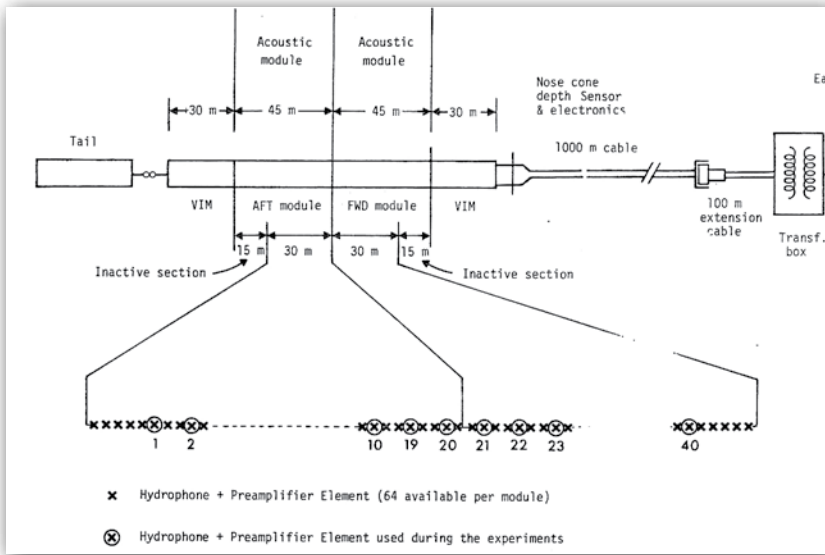 Acoustic module
Acoustic module
30 m
45 m
45 m
30 m
Nose cone
depth Sensor
& electronics
Ea
Tail
1000 m cable
VIM
AFT module
FWD module
VIM
100 m
extension
cable
Transf.
box
15 m
30 m
30 m
15 m
Inactive section
Inactive section
1
2
10
19
20
21
22
23
40
x Hydrophone + Preamplifier Element (64 available per module)
⊗ Hydrophone + Preamplifier Element used during the experiments